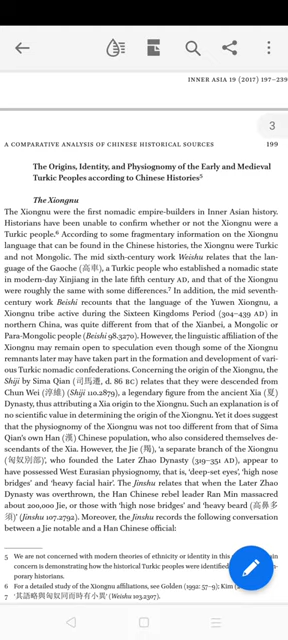 INNER ASIA 19 (2017) 197–239
3
A COMPARATIVE ANALYSIS OF CHINESE HISTORICAL SOURCES 199
The Origins, Identity, and Physiognomy of the Early and Medieval
Turkic Peoples according to Chinese Histories5
The Xiongnu
The Xiongnu were the first nomadic empire-builders in Inner Asian history.
Historians have been unable to confirm whether or not the Xiongnu were a
Turkic people.6 According to some fragmentary information on the Xiongnu
language that can be found in the Chinese histories, the Xiongnu were Turkic
and not Mongolic. The mid sixth-century work Weishu relates that the lan-
guage of the Gaoche (高車), a Turkic people who established a nomadic state
in modern-day Xinjiang in the late fifth century AD, and that of the Xiongnu
were roughly the same with some differences.7 In addition, the mid seventh-
century work Beishi recounts that the language of the Yuwen Xiongnu, a
Xiongnu tribe active during the Sixteen Kingdoms Period (304–439 AD) in
northern China, was quite different from that of the Xianbei, a Mongolic or
Para-Mongolic people (Beishi 98.3270). However, the linguistic affiliation of the
Xiongnu may remain open to speculation even though some of the Xiongnu
remnants later may have taken part in the formation and development of vari-
ous Turkic nomadic confederations. Concerning the origin of the Xiongnu, the
Shiji by Sima Qian (司馬遷, d. 86 BC) relates that they were descended from
Chun Wei (淳維) (Shiji 110.2879), a legendary figure from the ancient Xia (夏) Dy-
nasty, thus attributing a Xia origin to the Xiongnu. Such an explanation is of
no scientific value in determining the origin of the Xiongnu. Yet it does suggest
that the physiognomy of the Xiongnu was not too different from that of Sima
Qian's own Han (漢) Chinese population, who also considered themselves de-
scendants of the Xia. However, the Jie (羯), 'a separate branch of the Xiongnu
(匈奴別部)', who founded the Later Zhao Dynasty (319–351 AD), appear to
have possessed West Eurasian physiognomy, that is, 'deep-set eyes', 'high nose
bridges' and 'heavy facial hair'. The Jinshu relates that when the Later Zhao
Dynasty was overthrown, the Han Chinese rebel leader Ran Min massacred
about 200,000 Jie, or those with 'high nose bridges' and 'heavy beard (高鼻多
須)' (Jinshu 107.2792). Moreover, the Jinshu records the following conversation
between a Jie notable and a Han Chinese official:
5 We are not concerned with modern theories of ethnicity or identity in this
concern is demonstrating how the historical Turkic peoples were identified
porary historians.
6 For a detailed study of the Xiongnu affiliations, see Golden (1992: 57–9); Kim
7 '其語略與匈奴同而時有小異' (Weishu 103.2307).